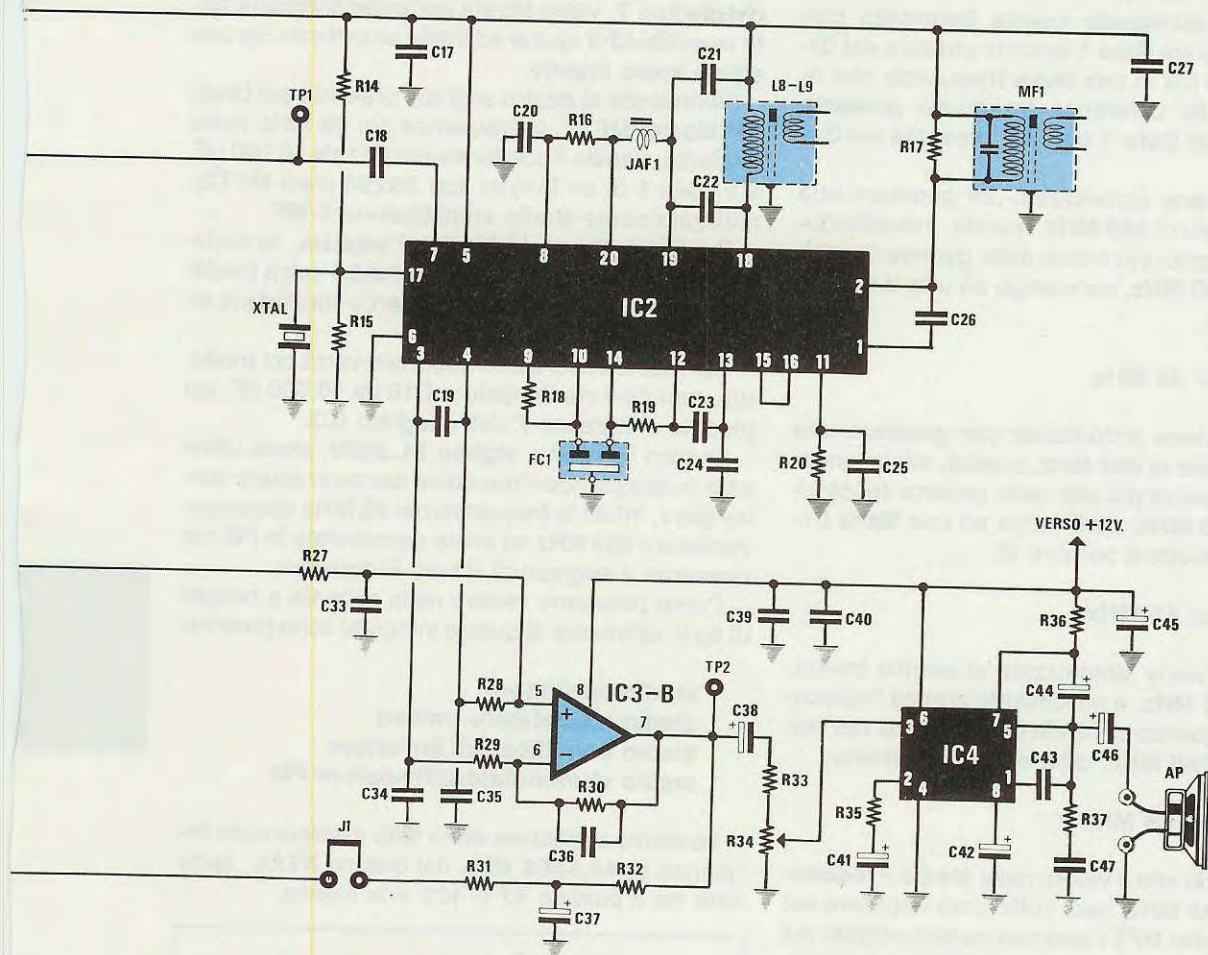 C17
C21
L8-L9
C27
R14
TP1
C20
R16
MF1
C18
JAF1
R17
C22
7 5 8 20 19 18
17
2
XTAL
R15
IC2
C26
6
1
3 4 9 10 14 12 13 15 16 11
C19
R18
R19
C23
FC1
C24
R20
C25
VERSO +12V.
R27
C33
C39
C40
R36
C45
TP2
R28
5
8
IC3-B
C44
+
7
C38
+
R29
6
-
3 6 7 5
C46
C34
C35
R30
R33
IC4
AP
2 4 8 1
C43
J1
C36
R34
R35
R37
R31
R32
C41
C42
C47
C37